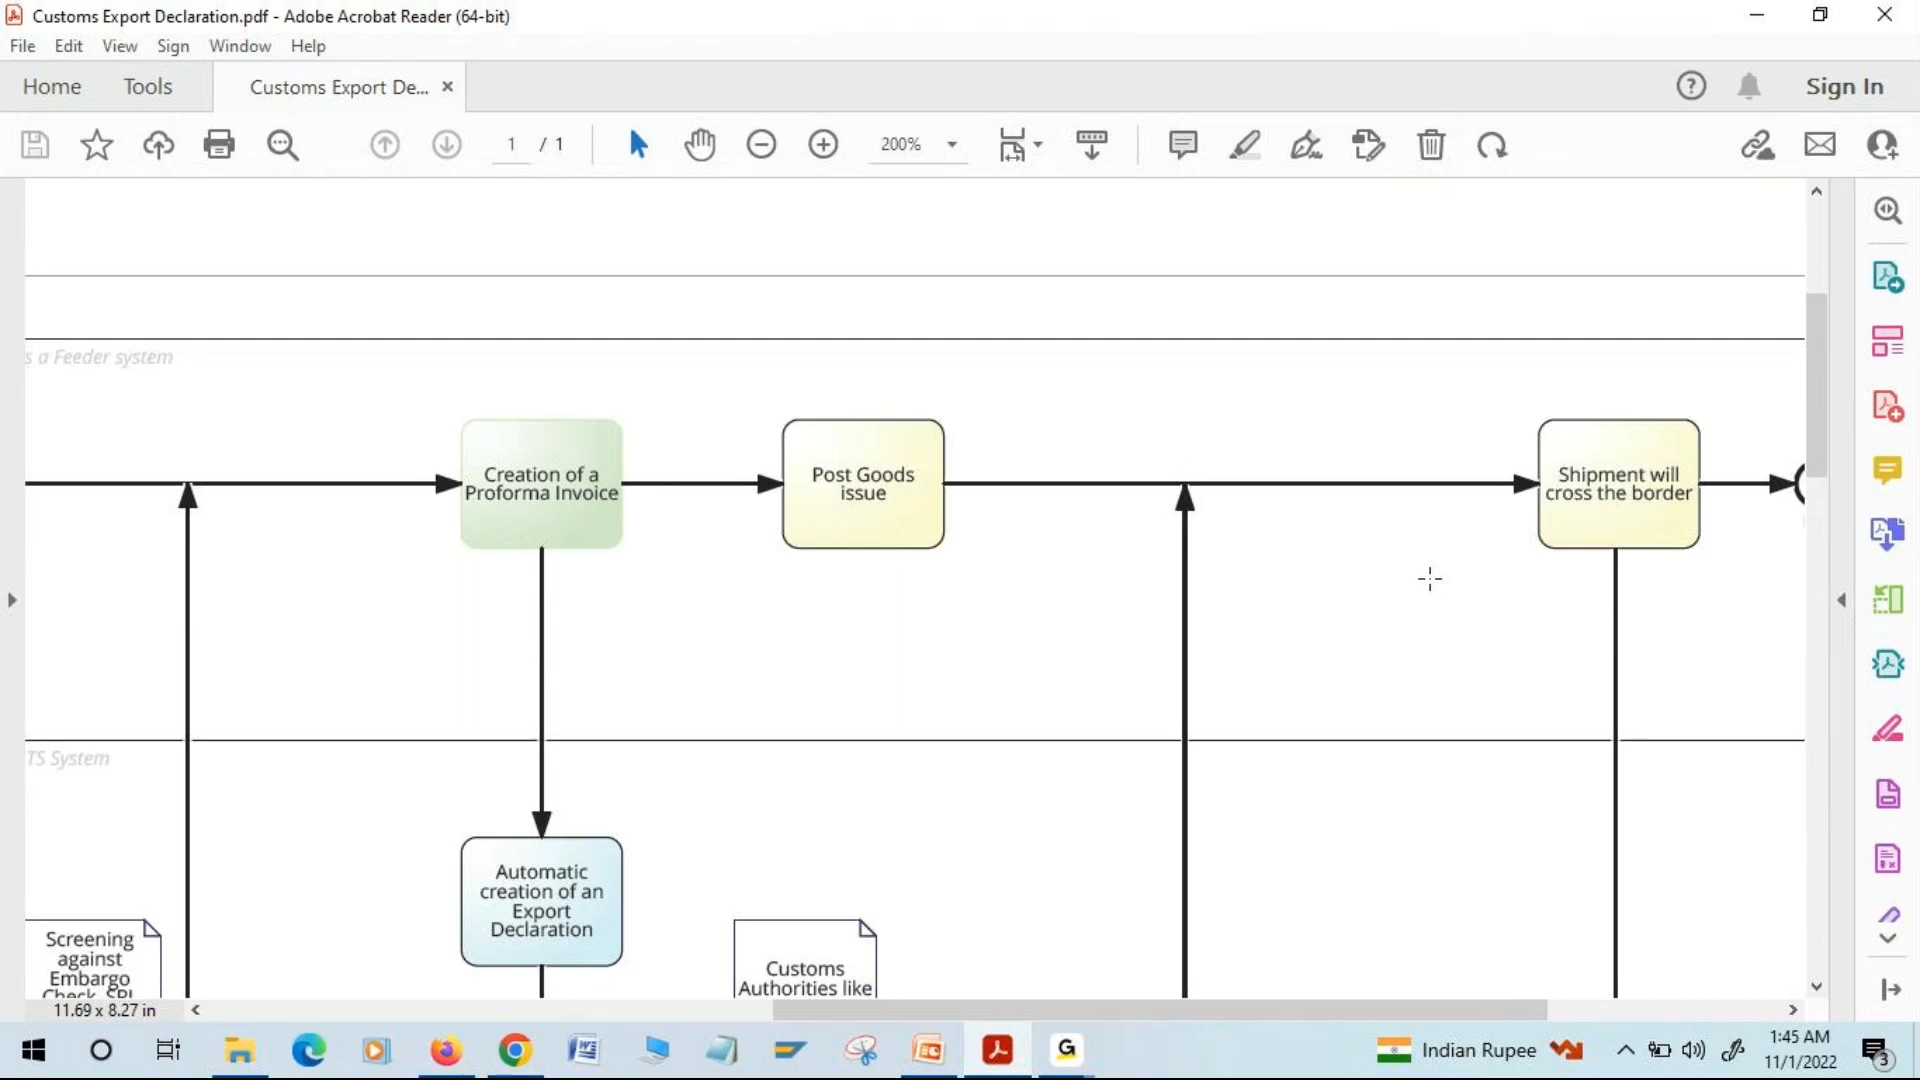 Customs Export Declaration.pdf - Adobe Acrobat Reader (64-bit)
File Edit View Sign Window Help
Home Tools Customs Export De... × Sign In
1 / 1 200%
s a Feeder system
Creation of a
Proforma Invoice
Post Goods
issue
Shipment will
cross the border
TS System
Automatic
creation of an
Export
Declaration
Screening
against
Embargo
Check, SPL
Customs
Authorities like
11.69 x 8.27 in
Indian Rupee
1:45 AM
11/1/2022
3